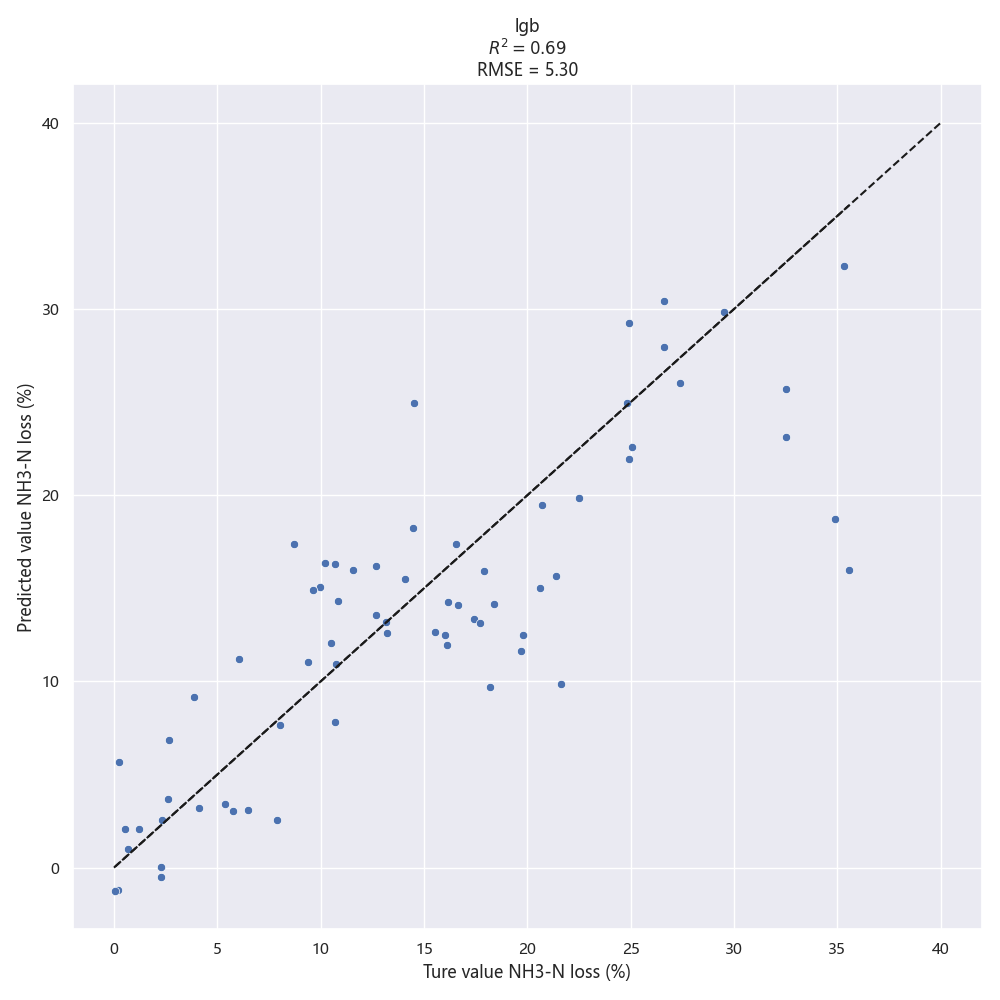 lgb
R² = 0.69
RMSE = 5.30
Predicted value NH3-N loss (%)
40
30
20
10
0
0 5 10 15 20 25 30 35 40
Ture value NH3-N loss (%)